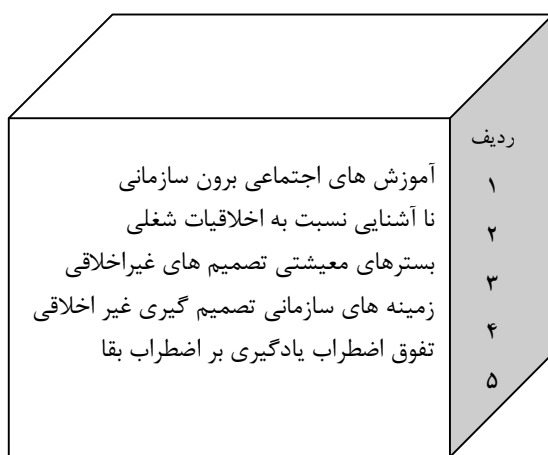 ردیف
۱ آموزش های اجتماعی برون سازمانی
۲ نا آشنایی نسبت به اخلاقیات شغلی
۳ بسترهای معیشتی تصمیم های غیراخلاقی
۴ زمینه های سازمانی تصمیم گیری غیر اخلاقی
۵ تفوق اضطراب یادگیری بر اضطراب بقا